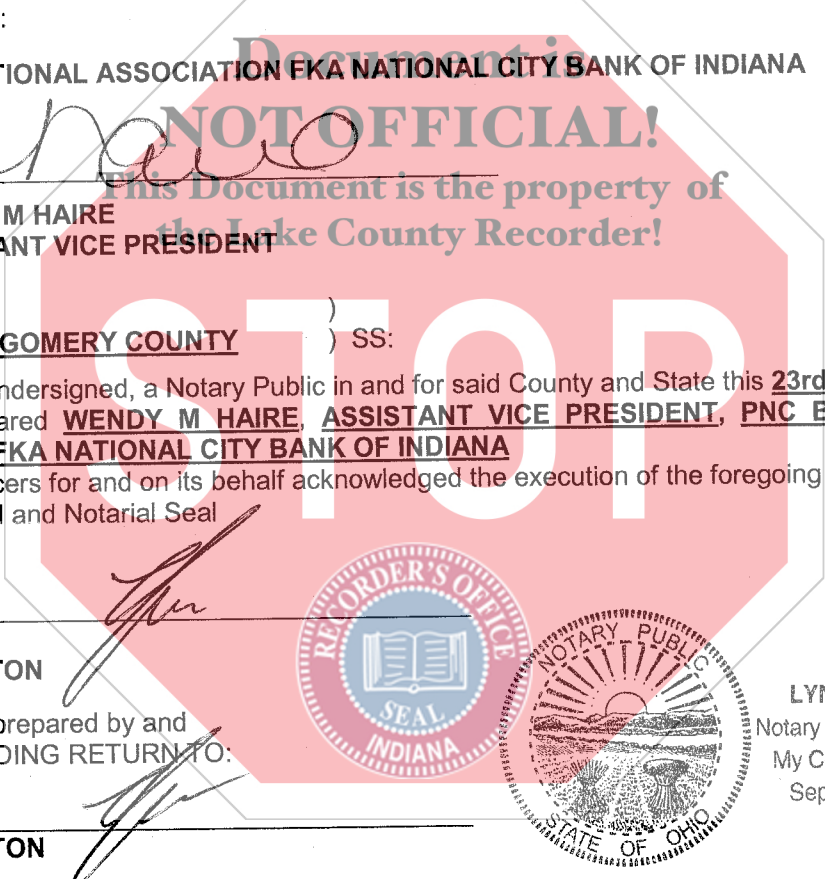 :
TIONAL ASSOCIATION FKA NATIONAL CITY BANK OF INDIANA
Document is
NOT OFFICIAL!
This Document is the property of
the Lake County Recorder!
M HAIRE
ANT VICE PRESIDENT
STOP
)
GOMERY COUNTY ) SS:
ndersigned, a Notary Public in and for said County and State this 23rd
ared WENDY M HAIRE, ASSISTANT VICE PRESIDENT, PNC B
FKA NATIONAL CITY BANK OF INDIANA
cers for and on its behalf acknowledged the execution of the foregoing
and Notarial Seal
RECORDER'S OFFICE
SEAL
INDIANA
NOTARY PUBLIC
STATE OF OHIO
TON
LYN
prepared by and
Notary
DING RETURN TO:
My C
Sep
TON